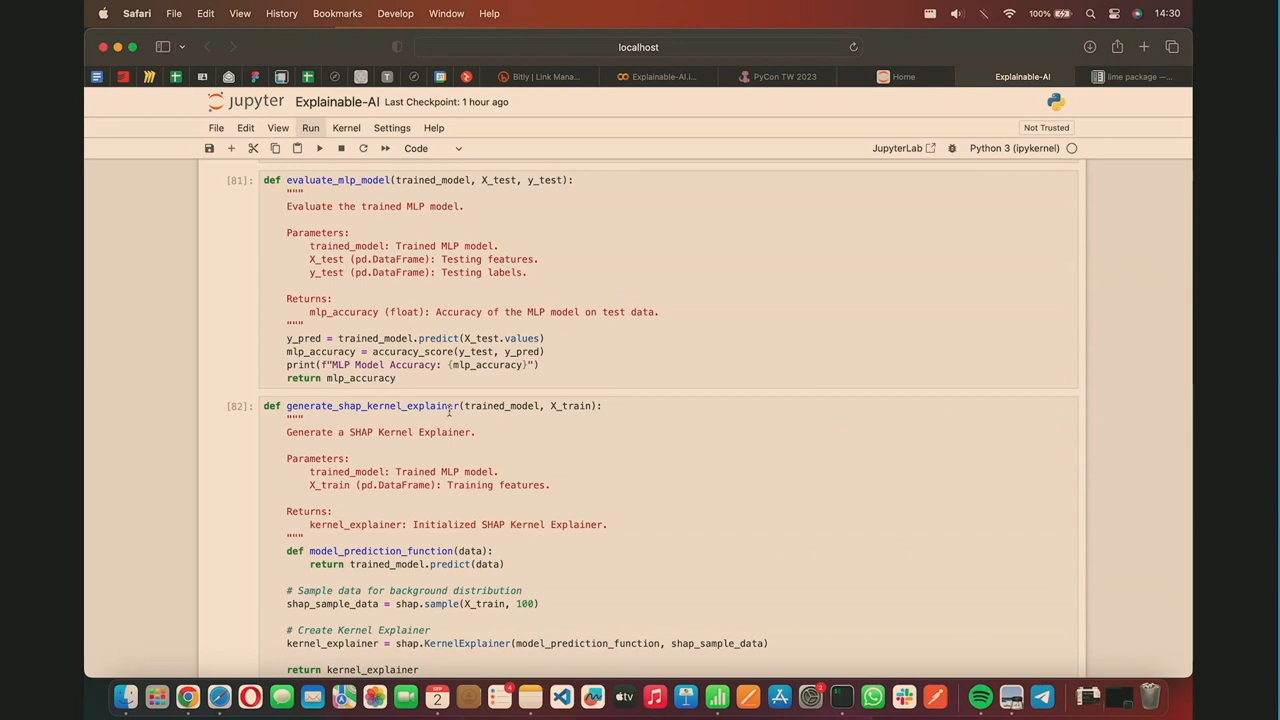 Safari File Edit View History Bookmarks Develop Window Help 100% 14:30
localhost
Bitly | Link Mana... Explainable-AI.i... PyCon TW 2023 Home Explainable-AI lime package —...
jupyter Explainable-AI Last Checkpoint: 1 hour ago
File Edit View Run Kernel Settings Help Not Trusted
Code JupyterLab Python 3 (ipykernel)
[81]: def evaluate_mlp_model(trained_model, X_test, y_test):
"""
Evaluate the trained MLP model.
Parameters:
trained_model: Trained MLP model.
X_test (pd.DataFrame): Testing features.
y_test (pd.DataFrame): Testing labels.
Returns:
mlp_accuracy (float): Accuracy of the MLP model on test data.
"""
y_pred = trained_model.predict(X_test.values)
mlp_accuracy = accuracy_score(y_test, y_pred)
print(f"MLP Model Accuracy: {mlp_accuracy}")
return mlp_accuracy
[82]: def generate_shap_kernel_explainer(trained_model, X_train):
"""
Generate a SHAP Kernel Explainer.
Parameters:
trained_model: Trained MLP model.
X_train (pd.DataFrame): Training features.
Returns:
kernel_explainer: Initialized SHAP Kernel Explainer.
"""
def model_prediction_function(data):
return trained_model.predict(data)
# Sample data for background distribution
shap_sample_data = shap.sample(X_train, 100)
# Create Kernel Explainer
kernel_explainer = shap.KernelExplainer(model_prediction_function, shap_sample_data)
return kernel_explainer